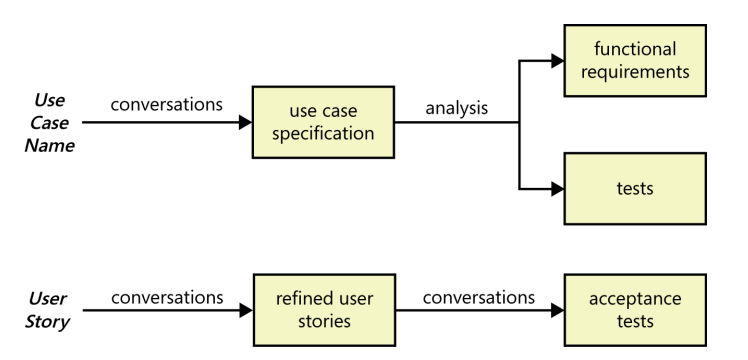 Use
Case
Name
conversations
use case
specification
analysis
functional
requirements
tests
User
Story
conversations
refined user
stories
conversations
acceptance
tests